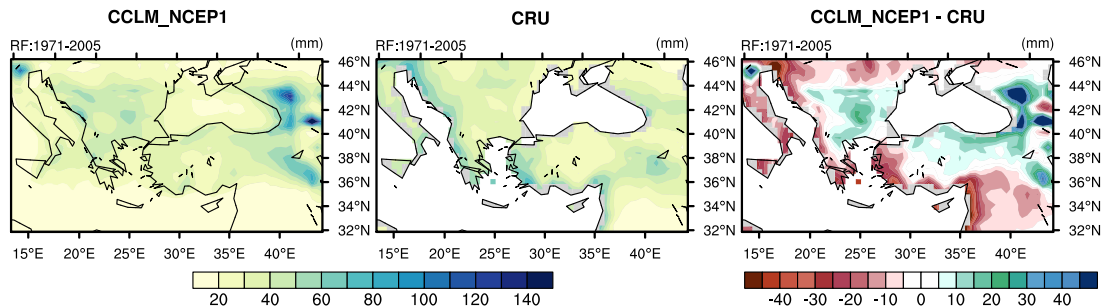 CCLM_NCEP1 CRU CCLM_NCEP1 - CRU
RF:1971-2005 (mm) RF:1971-2005 (mm) RF:1971-2005 (mm)
46°N 46°N 46°N
44°N 44°N 44°N
42°N 42°N 42°N
40°N 40°N 40°N
38°N 38°N 38°N
36°N 36°N 36°N
34°N 34°N 34°N
32°N 32°N 32°N
15°E 20°E 25°E 30°E 35°E 40°E 15°E 20°E 25°E 30°E 35°E 40°E 15°E 20°E 25°E 30°E 35°E 40°E
20 40 60 80 100 120 140 -40 -30 -20 -10 0 10 20 30 40